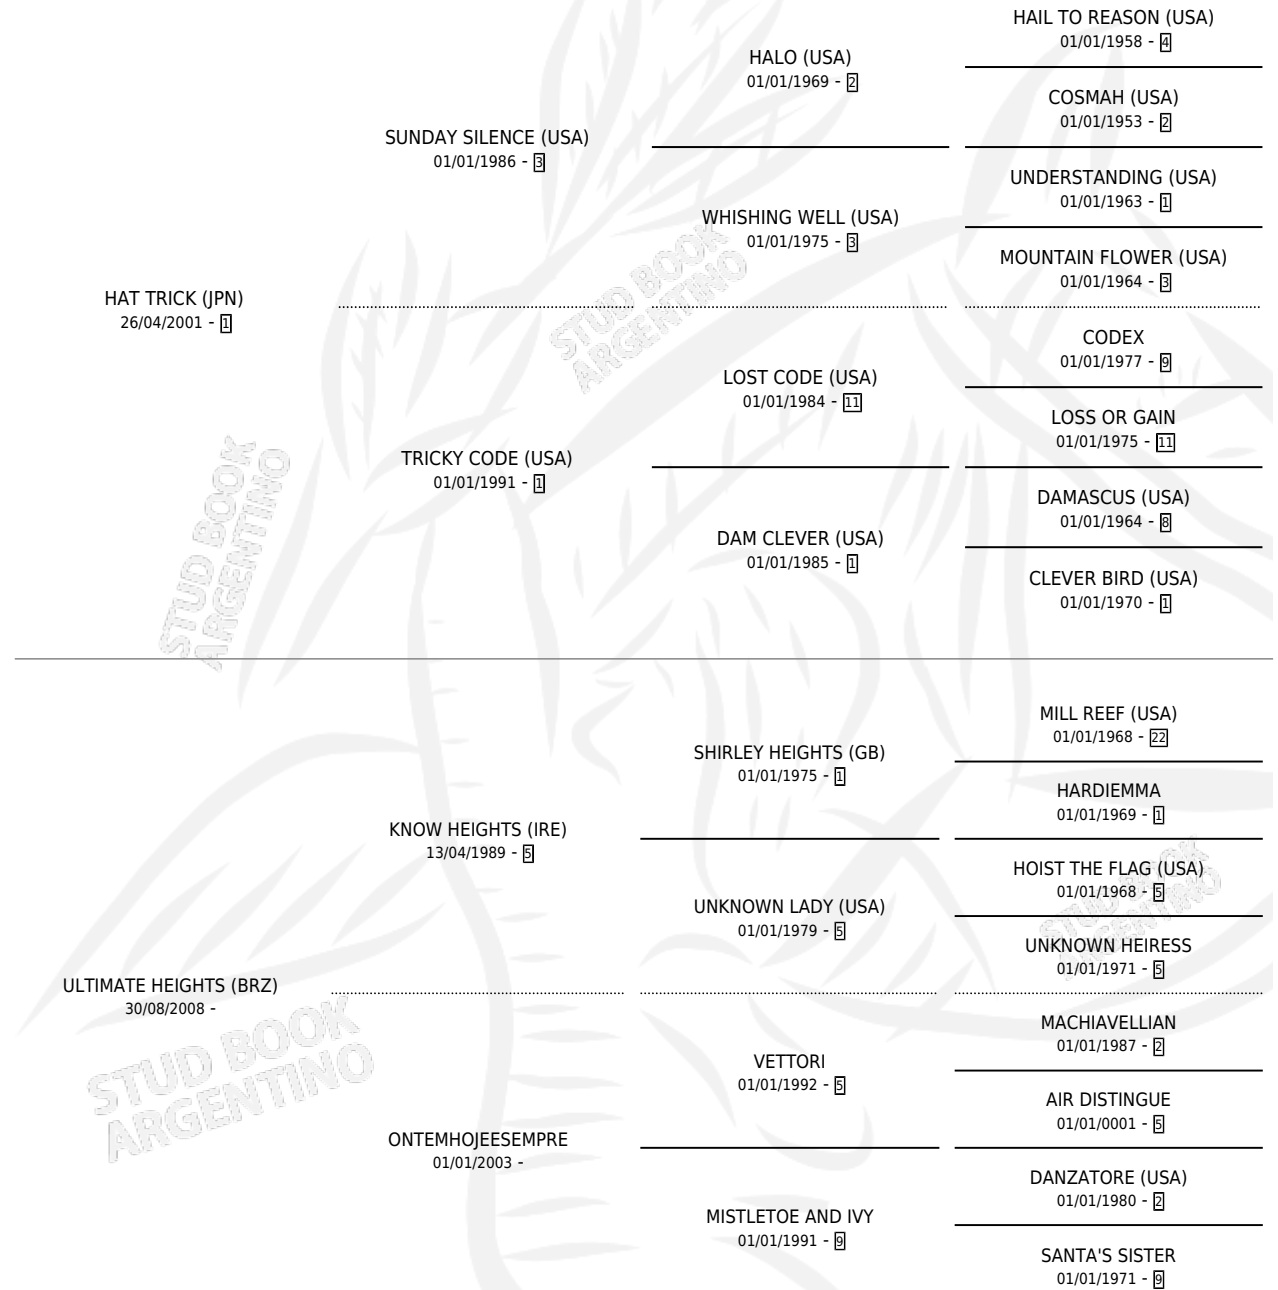 HAIL TO REASON (USA)
01/01/1958 - 4
HALO (USA)
01/01/1969 - 2
COSMAH (USA)
01/01/1953 - 2
SUNDAY SILENCE (USA)
01/01/1986 - 3
UNDERSTANDING (USA)
01/01/1963 - 1
WHISHING WELL (USA)
01/01/1975 - 3
MOUNTAIN FLOWER (USA)
01/01/1964 - 3
HAT TRICK (JPN)
26/04/2001 - 1
CODEX
01/01/1977 - 9
LOST CODE (USA)
01/01/1984 - 11
LOSS OR GAIN
01/01/1975 - 11
TRICKY CODE (USA)
01/01/1991 - 1
DAMASCUS (USA)
01/01/1964 - 8
DAM CLEVER (USA)
01/01/1985 - 1
CLEVER BIRD (USA)
01/01/1970 - 1
MILL REEF (USA)
01/01/1968 - 22
SHIRLEY HEIGHTS (GB)
01/01/1975 - 1
HARDIEMMA
01/01/1969 - 1
KNOW HEIGHTS (IRE)
13/04/1989 - 5
HOIST THE FLAG (USA)
01/01/1968 - 5
UNKNOWN LADY (USA)
01/01/1979 - 5
UNKNOWN HEIRESS
01/01/1971 - 5
ULTIMATE HEIGHTS (BRZ)
30/08/2008 -
MACHIAVELLIAN
01/01/1987 - 2
VETTORI
01/01/1992 - 5
AIR DISTINGUE
01/01/0001 - 5
ONTEMHOJEESEMPRE
01/01/2003 -
DANZATORE (USA)
01/01/1980 - 2
MISTLETOE AND IVY
01/01/1991 - 9
SANTA'S SISTER
01/01/1971 - 9
STUD BOOK
ARGENTINO
STUD BOOK
ARGENTINO
STUD BOOK
ARGENTINO
STUD BOOK
ARGENTINO